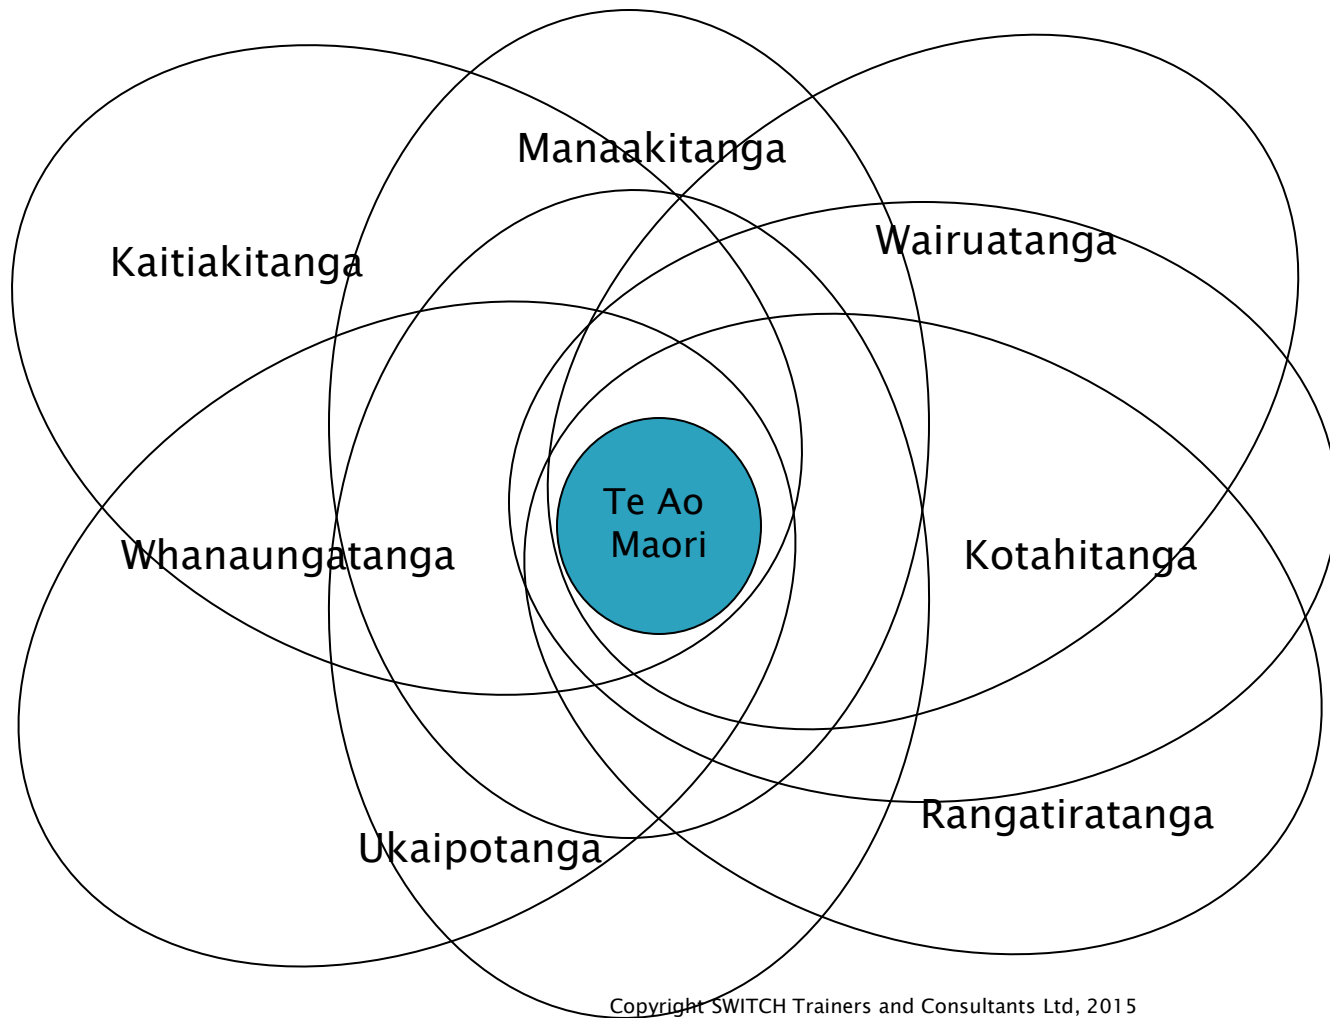 Manaakitanga
Wairuatanga
Kaitiakitanga
Te Ao
Maori
Whanaungatanga
Kotahitanga
Rangatiratanga
Ukaipotanga
Copyright SWITCH Trainers and Consultants Ltd, 2015